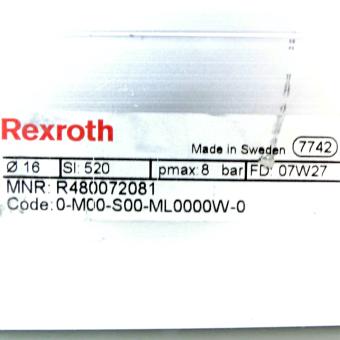 Rexroth
Made in Sweden 7742
Ø 16 SI: 520 pmax: 8 bar FD: 07W27
MNR: R480072081
Code: 0-M00-S00-ML0000W-0